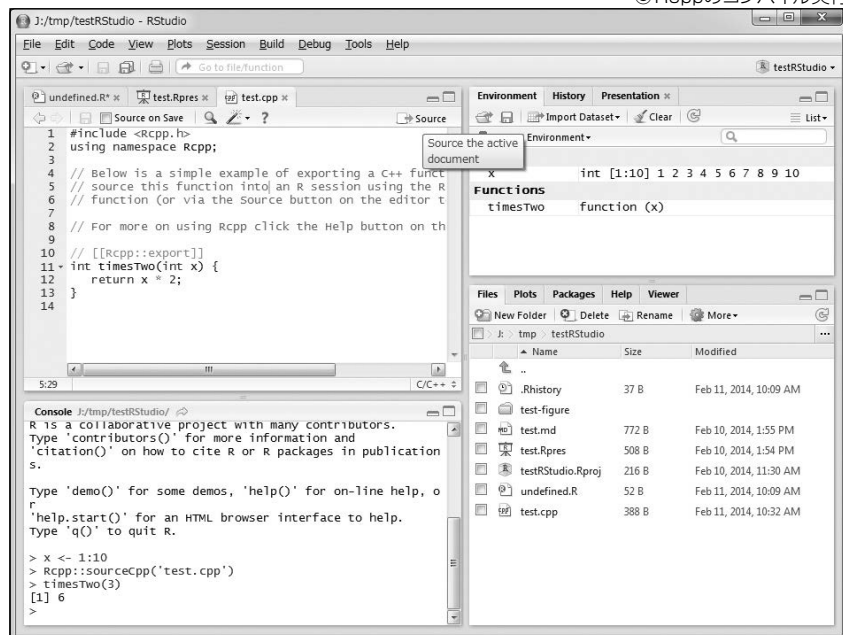 J:/tmp/testRStudio - RStudio
File Edit Code View Plots Session Build Debug Tools Help
Go to file/function
testRStudio
undefined.R* × test.Rpres × test.cpp ×
Source on Save ? Source
1 #include <Rcpp.h>
2 using namespace Rcpp;
3
4 // Below is a simple example of exporting a C++ funct
5 // source this function into an R session using the R
6 // function (or via the Source button on the editor t
7
8 // For more on using Rcpp click the Help button on th
9
10 // [[Rcpp::export]]
11 int timesTwo(int x) {
12 return x * 2;
13 }
14
5:29 C/C++
Source the active
document
Console J:/tmp/testRStudio/
R is a collaborative project with many contributors.
Type 'contributors()' for more information and
'citation()' on how to cite R or R packages in publication
s.
Type 'demo()' for some demos, 'help()' for on-line help, o
r
'help.start()' for an HTML browser interface to help.
Type 'q()' to quit R.
> x <- 1:10
> Rcpp::sourceCpp('test.cpp')
> timesTwo(3)
[1] 6
>
Environment History Presentation ×
Import Dataset Clear List
Environment
x int [1:10] 1 2 3 4 5 6 7 8 9 10
Functions
timesTwo function (x)
Files Plots Packages Help Viewer
New Folder Delete Rename More
J: tmp testRStudio ...
Name Size Modified
..
.Rhistory 37 B Feb 11, 2014, 10:09 AM
test-figure
test.md 772 B Feb 10, 2014, 1:55 PM
test.Rpres 508 B Feb 10, 2014, 1:54 PM
testRStudio.Rproj 216 B Feb 10, 2014, 11:30 AM
undefined.R 52 B Feb 11, 2014, 10:09 AM
test.cpp 388 B Feb 11, 2014, 10:32 AM